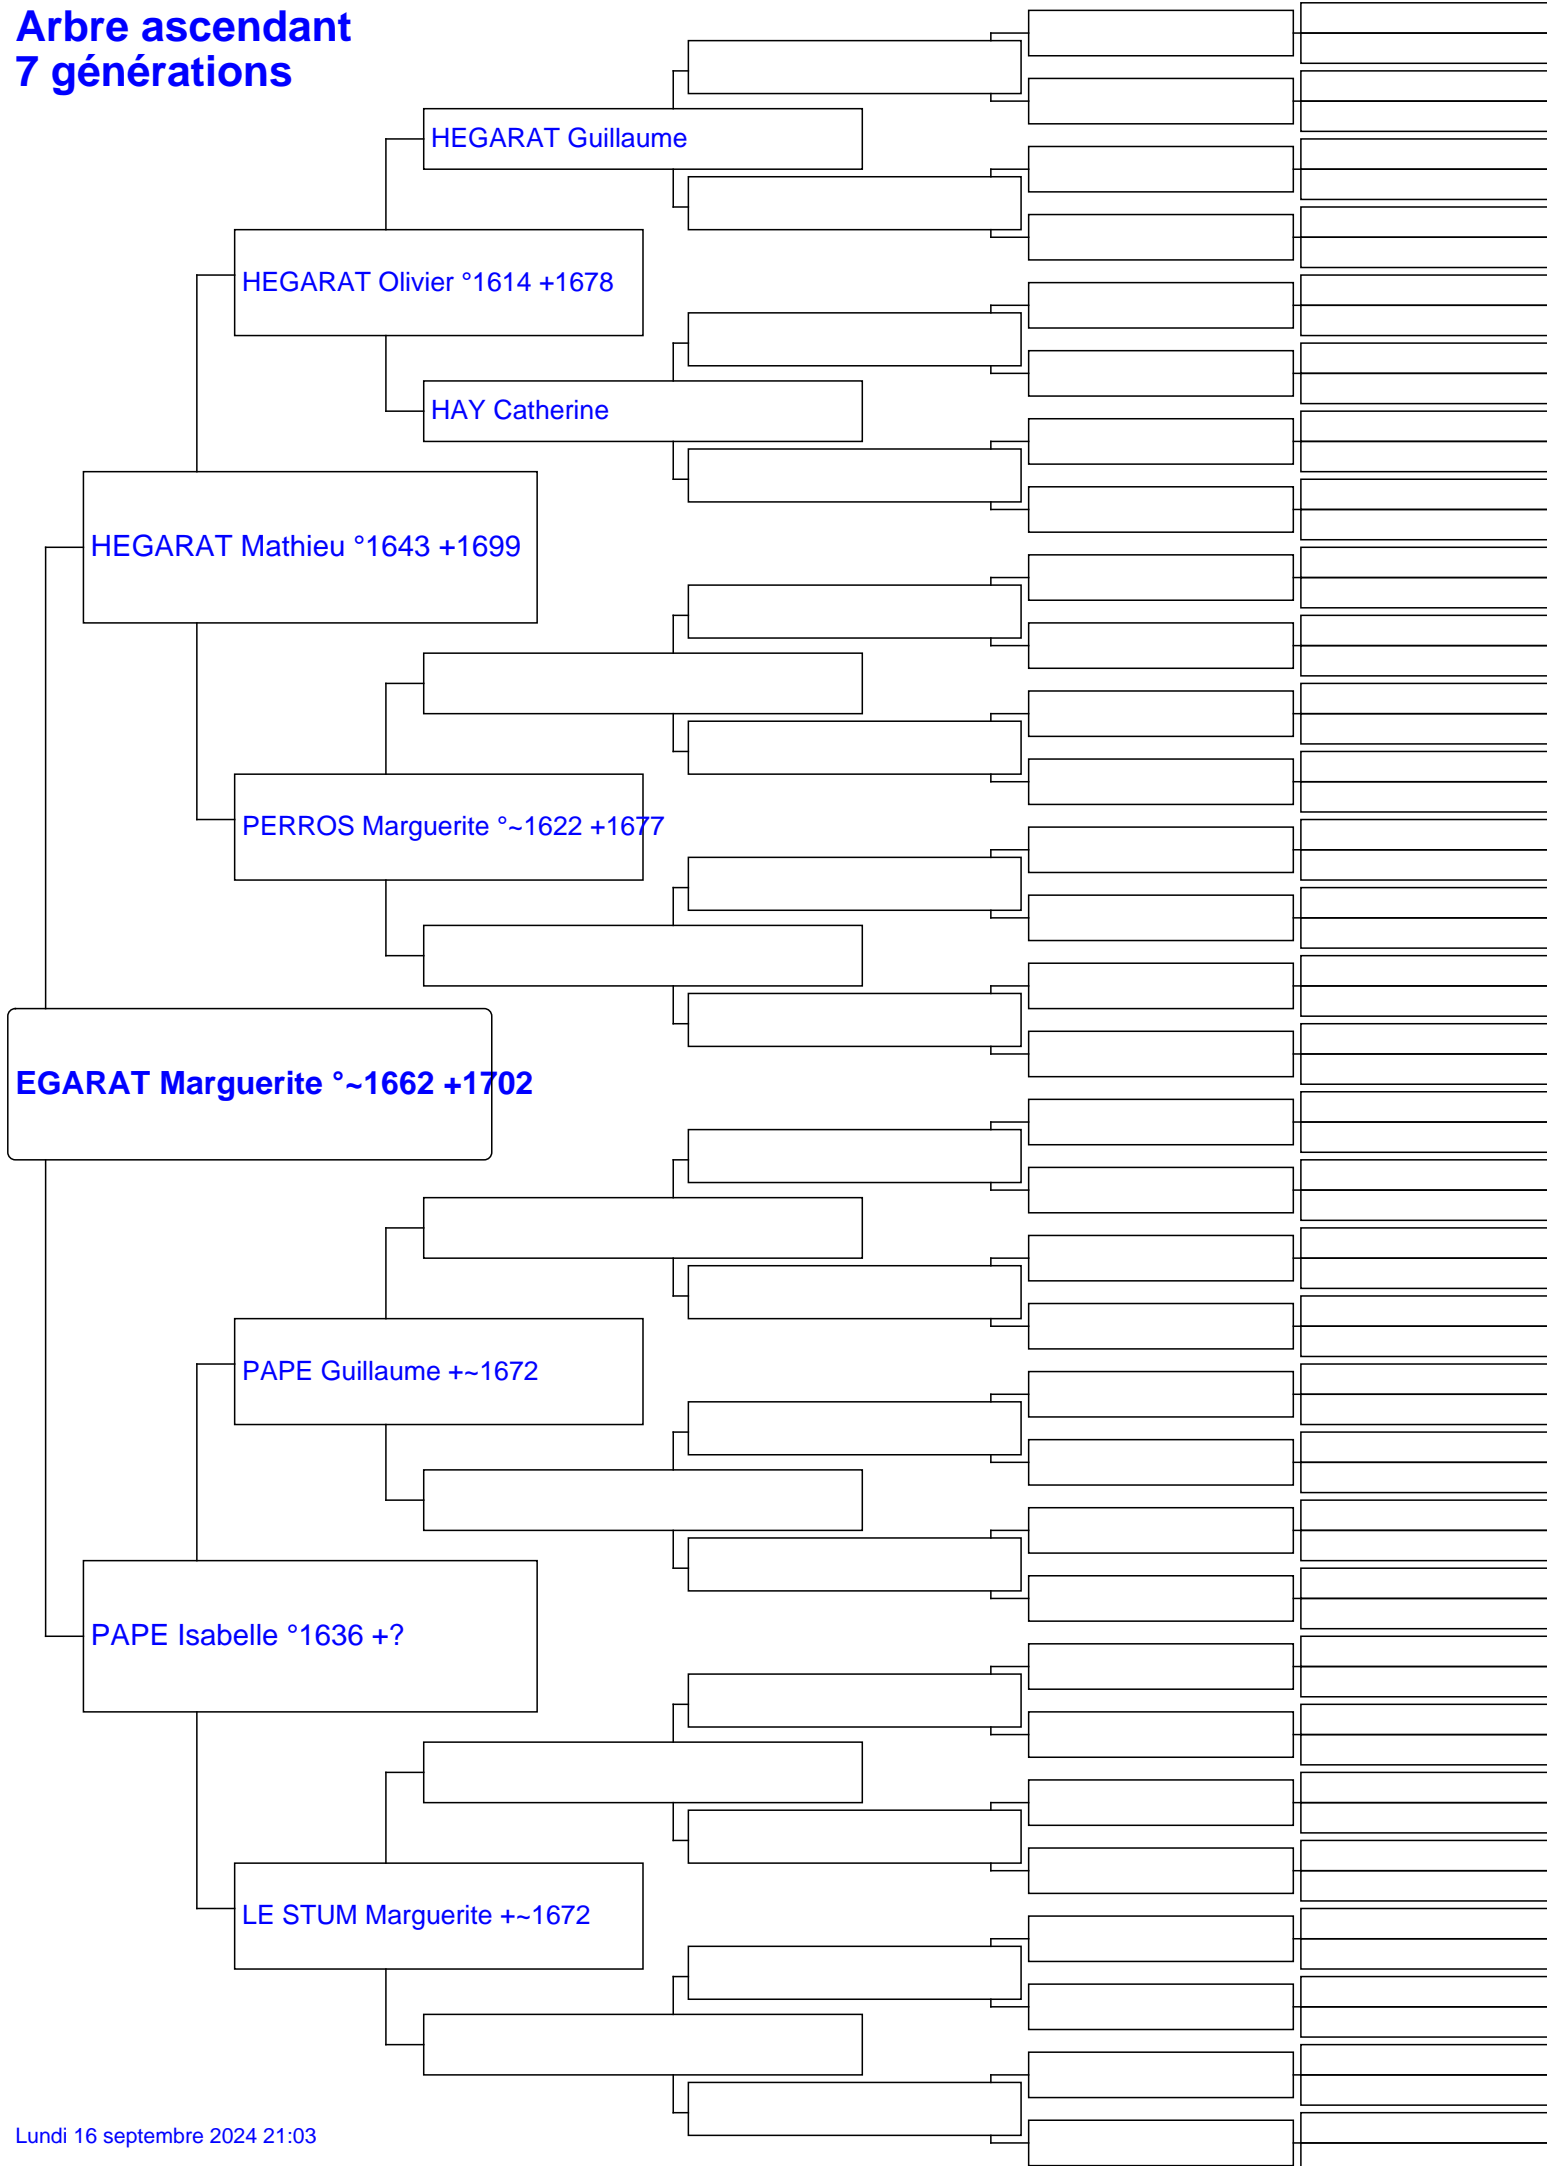 Arbre ascendant
7 générations
HEGARAT Guillaume
HEGARAT Olivier °1614 +1678
HAY Catherine
HEGARAT Mathieu °1643 +1699
PERROS Marguerite °~1622 +1677
EGARAT Marguerite °~1662 +1702
PAPE Guillaume +~1672
PAPE Isabelle °1636 +?
LE STUM Marguerite +~1672
Lundi 16 septembre 2024 21:03